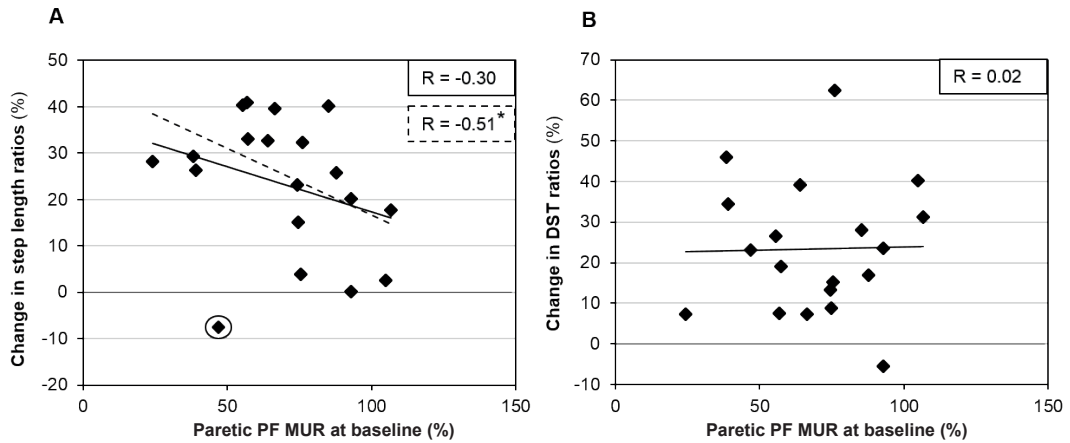 A
Change in step length ratios (%)
50
40
30
20
10
0
-10
-20
R = -0.30
R = -0.51*
0 50 100 150
Paretic PF MUR at baseline (%)
B
Change in DST ratios (%)
70
60
50
40
30
20
10
0
-10
R = 0.02
0 50 100 150
Paretic PF MUR at baseline (%)